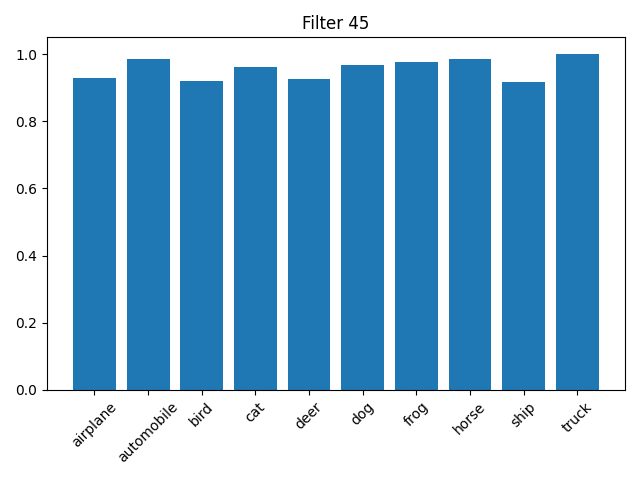 Filter 45
1.0
0.8
0.6
0.4
0.2
0.0
airplane
automobile
bird
cat
deer
dog
frog
horse
ship
truck